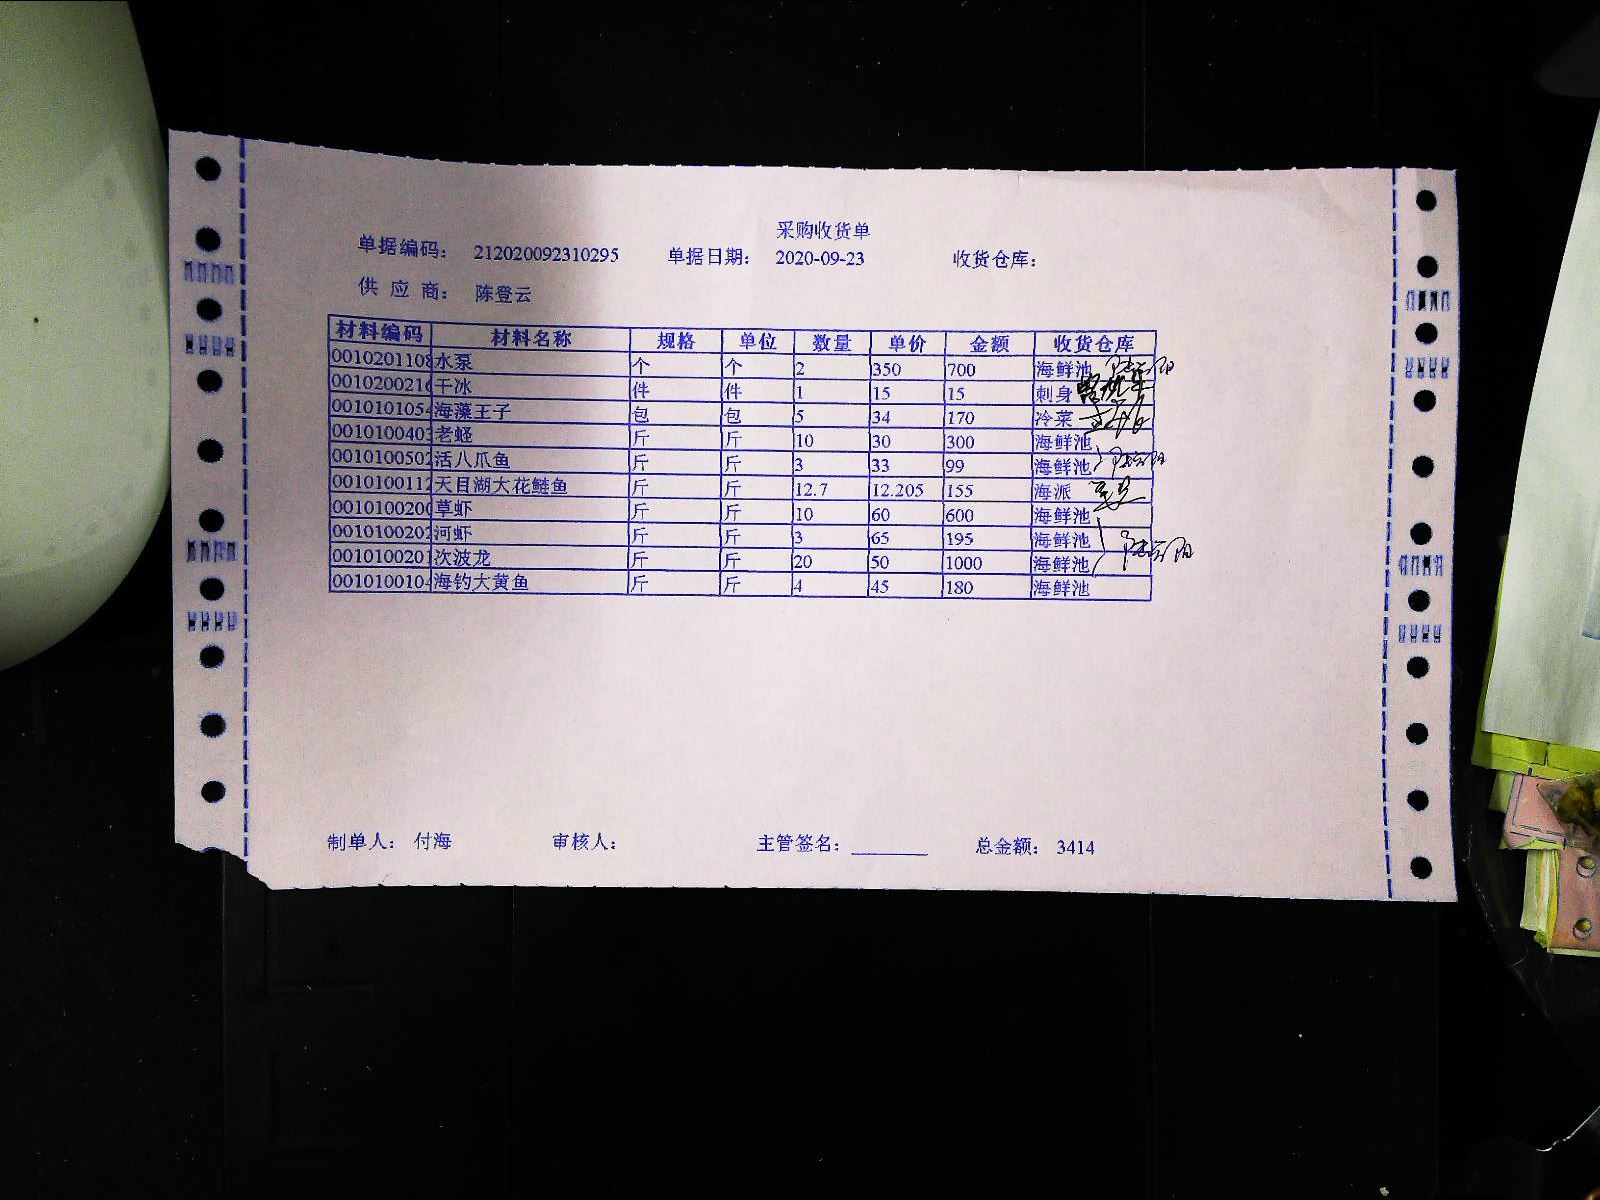 采购收货单
单据编码： 212020092310295 单据日期： 2020-09-23 收货仓库：
供 应 商： 陈登云
材料编码 材料名称 规格 单位 数量 单价 金额 收货仓库
0010201108 水泵 个 个 2 350 700 海鲜池
0010200216 干冰 件 件 1 15 15 刺身
0010101054 海藻王子 包 包 5 34 170 冷菜
0010100403 老蛏 斤 斤 10 30 300 海鲜池
0010100502 活八爪鱼 斤 斤 3 33 99 海鲜池
0010100112 天目湖大花鲢鱼 斤 斤 12.7 12.205 155 海派
0010100200 草虾 斤 斤 10 60 600 海鲜池
0010100202 河虾 斤 斤 3 65 195 海鲜池
0010100201 次波龙 斤 斤 20 50 1000 海鲜池
0010100104 海钓大黄鱼 斤 斤 4 45 180 海鲜池
制单人： 付海 审核人： 主管签名： 总金额： 3414